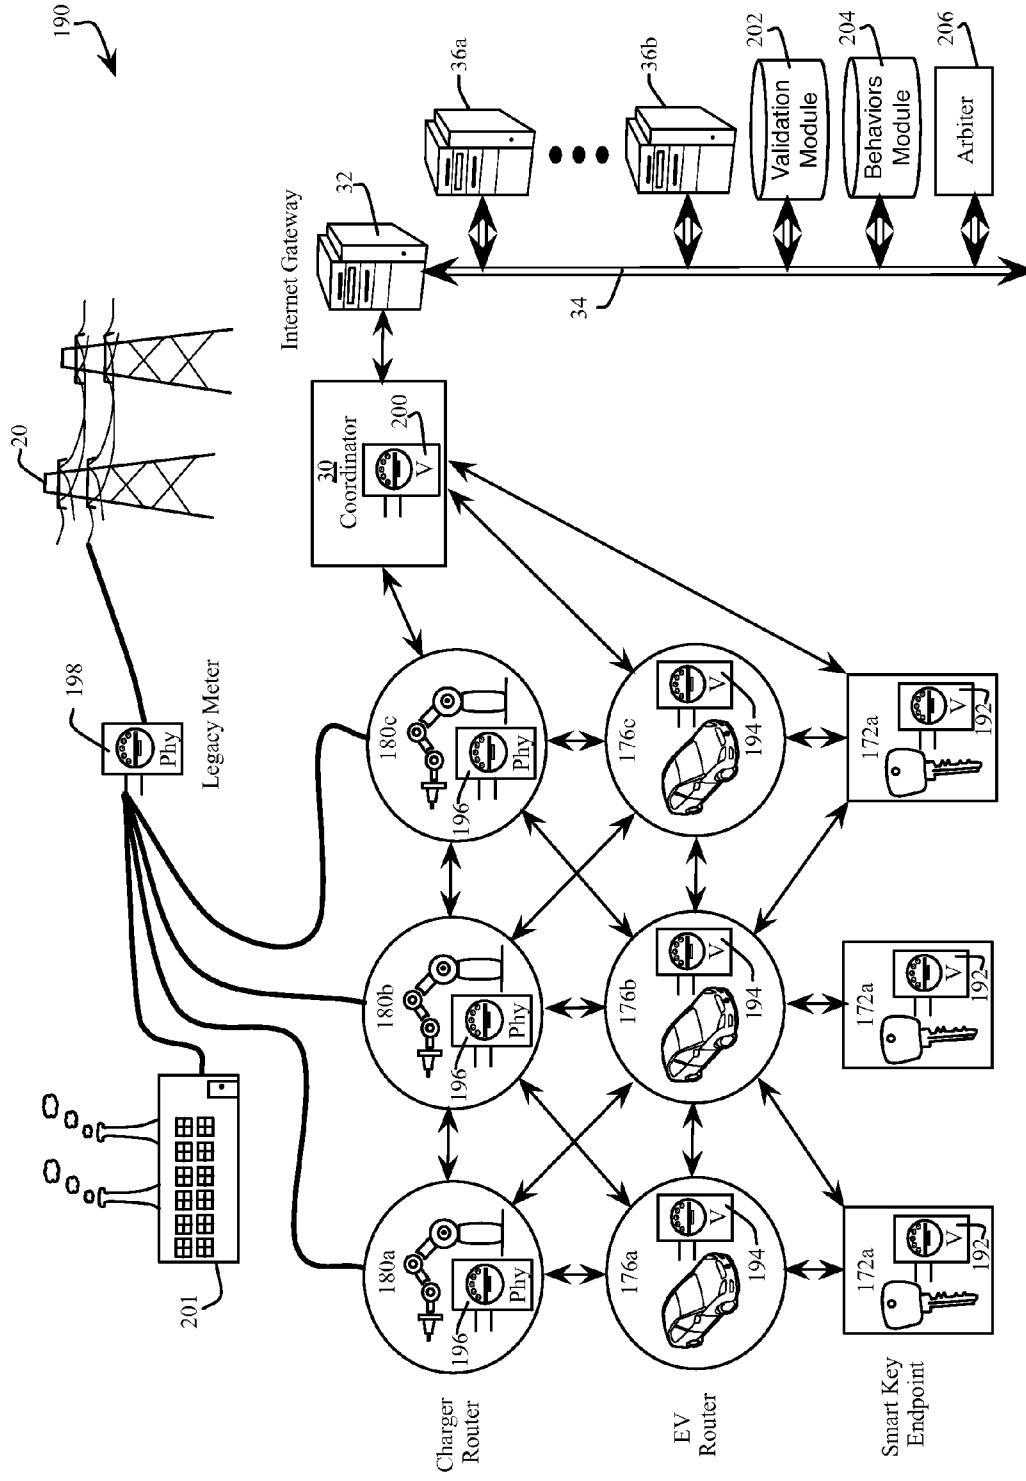 190
20
198
Phy
Legacy Meter
201
Internet Gateway
32
36a
36b
202
Validation
Module
204
Behaviors
Module
206
Arbiter
34
30
Coordinator
200
V
Charger
Router
180a
196
Phy
180b
196
Phy
180c
196
Phy
EV
Router
176a
V
194
176b
V
194
176c
V
194
Smart Key
Endpoint
172a
V
192
172a
V
192
172a
V
192